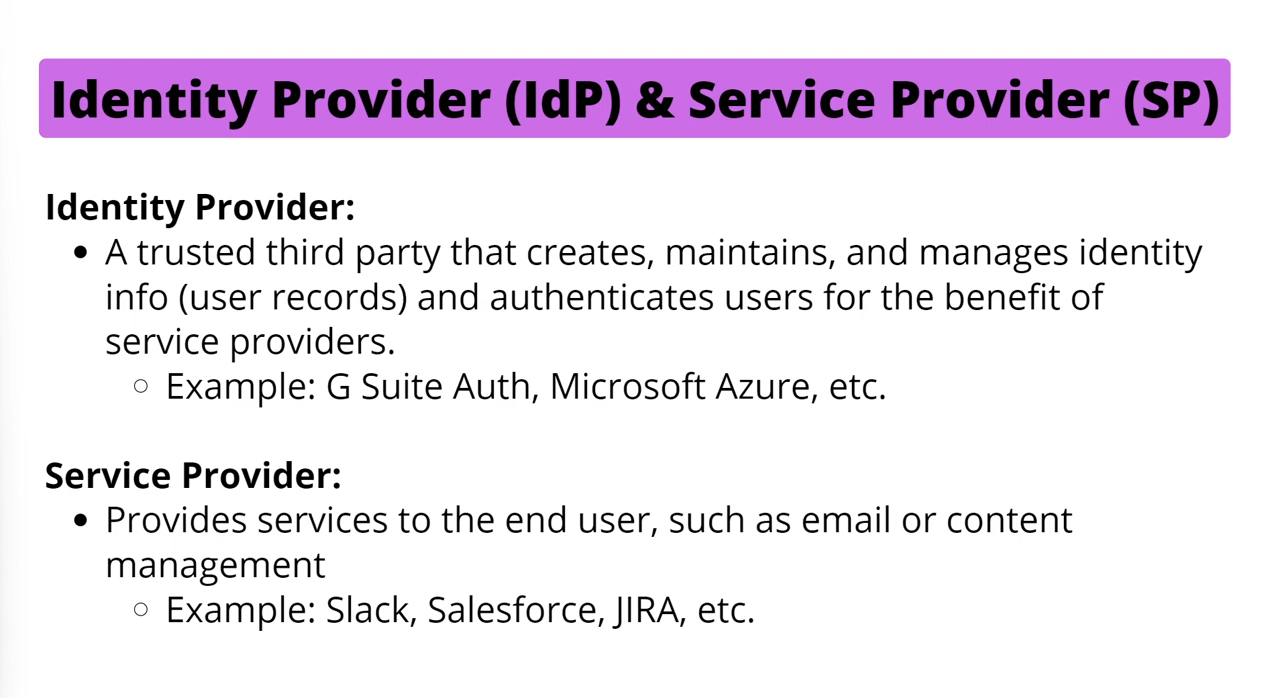 Identity Provider (IdP) & Service Provider (SP)
Identity Provider:
• A trusted third party that creates, maintains, and manages identity
info (user records) and authenticates users for the benefit of
service providers.
○ Example: G Suite Auth, Microsoft Azure, etc.
Service Provider:
• Provides services to the end user, such as email or content
management
○ Example: Slack, Salesforce, JIRA, etc.